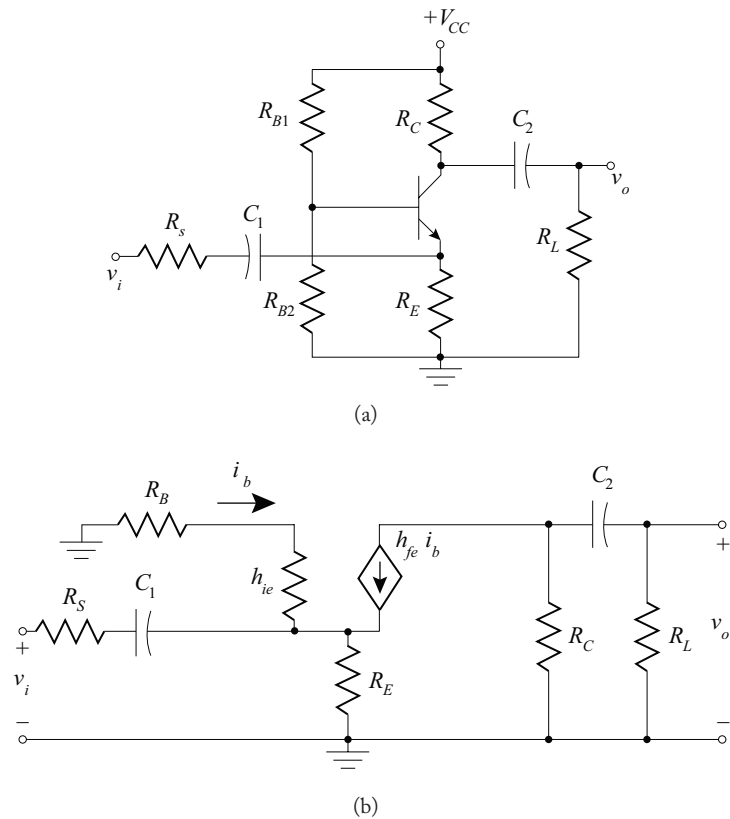 +V_CC
R_B1
R_C
C_2
v_o
R_s
C_1
R_L
v_i
R_B2
R_E
(a)
i_b
R_B
C_2
h_fe i_b
+
h_ie
R_S
C_1
+
R_C
R_L
v_o
v_i
R_E
−
−
(b)